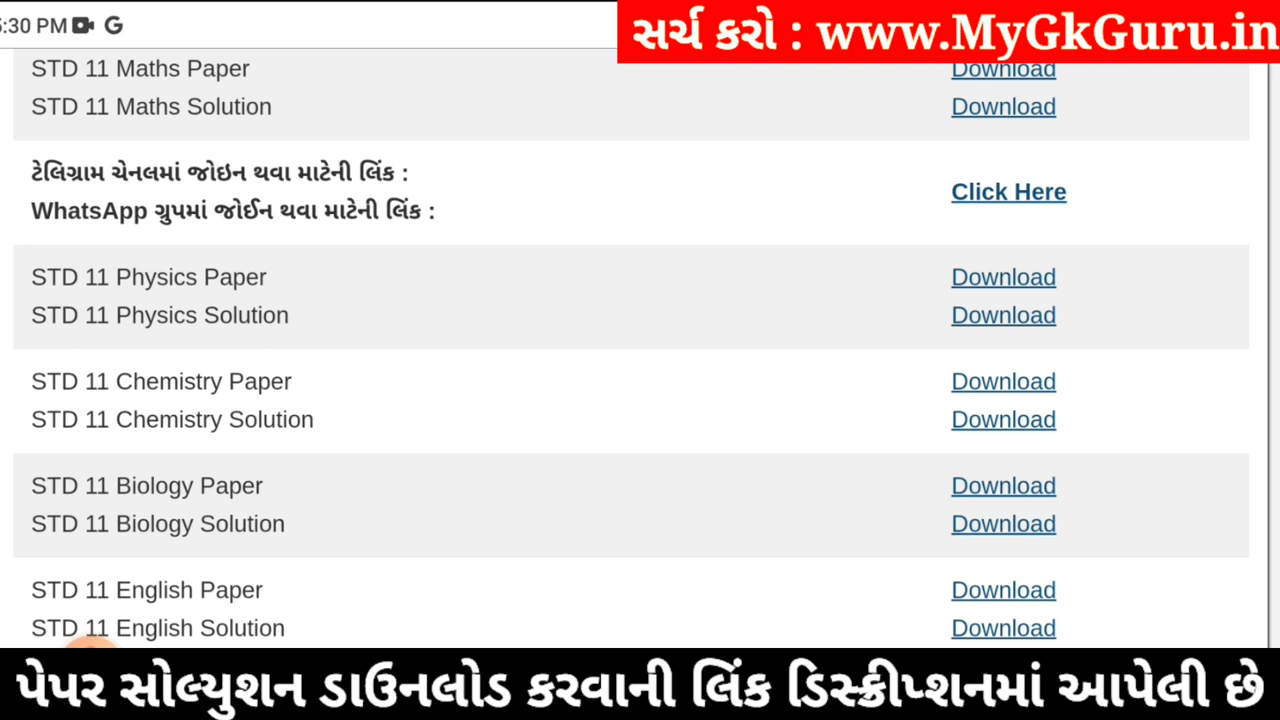 :30 PM G
સર્ચ કરો : www.MyGkGuru.in
STD 11 Maths Paper Download
STD 11 Maths Solution Download
ટેલિગ્રામ ચેનલમાં જોઇન થવા માટેની લિંક :
Click Here
WhatsApp ગ્રુપમાં જોઈન થવા માટેની લિંક :
STD 11 Physics Paper Download
STD 11 Physics Solution Download
STD 11 Chemistry Paper Download
STD 11 Chemistry Solution Download
STD 11 Biology Paper Download
STD 11 Biology Solution Download
STD 11 English Paper Download
STD 11 English Solution Download
પેપર સોલ્યુશન ડાઉનલોડ કરવાની લિંક ડિસ્ક્રીપ્શનમાં આપેલી છે